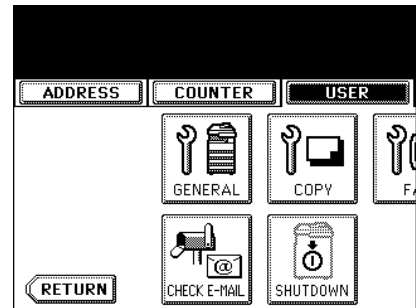 ADDRESS COUNTER USER
GENERAL COPY
RETURN CHECK E-MAIL SHUTDOWN